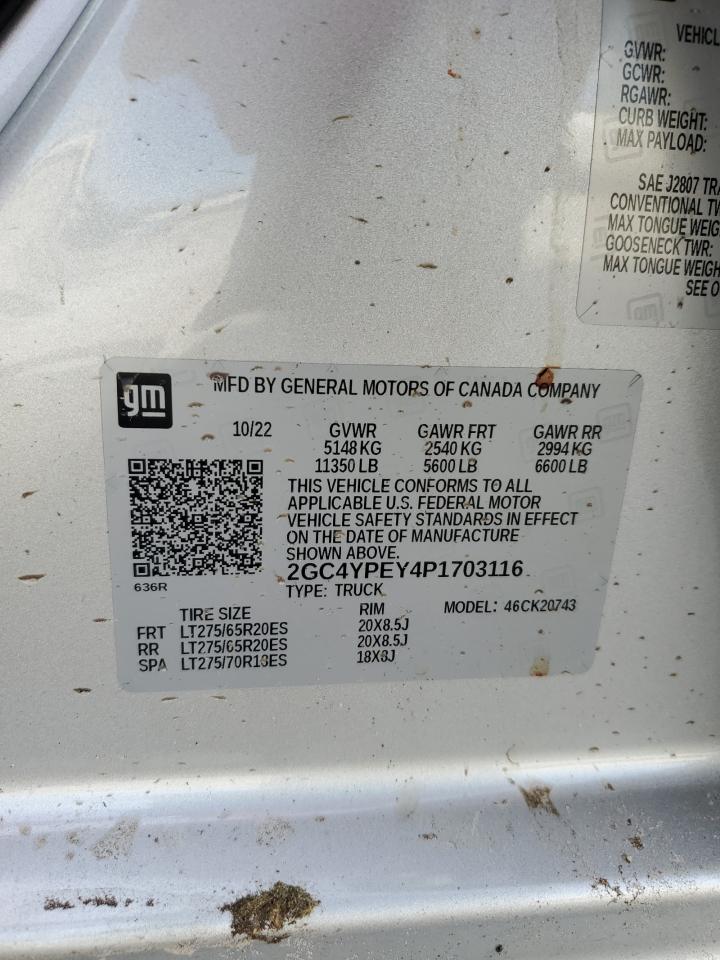 VEHICL
GVWR:
GCWR:
RGAWR:
CURB WEIGHT:
MAX PAYLOAD:
SAE J2807 TRA
CONVENTIONAL TW
MAX TONGUE WEIG
GOOSENECK TWR:
MAX TONGUE WEIGH
SEE O
gm
MFD BY GENERAL MOTORS OF CANADA COMPANY
10/22 GVWR GAWR FRT GAWR RR
5148 KG 2540 KG 2994 KG
11350 LB 5600 LB 6600 LB
THIS VEHICLE CONFORMS TO ALL
APPLICABLE U.S. FEDERAL MOTOR
VEHICLE SAFETY STANDARDS IN EFFECT
ON THE DATE OF MANUFACTURE
SHOWN ABOVE.
2GC4YPEY4P1703116
636R
TYPE: TRUCK
TIRE SIZE RIM MODEL: 46CK20743
FRT LT275/65R20ES 20X8.5J
RR LT275/65R20ES 20X8.5J
SPA LT275/70R18ES 18X8J